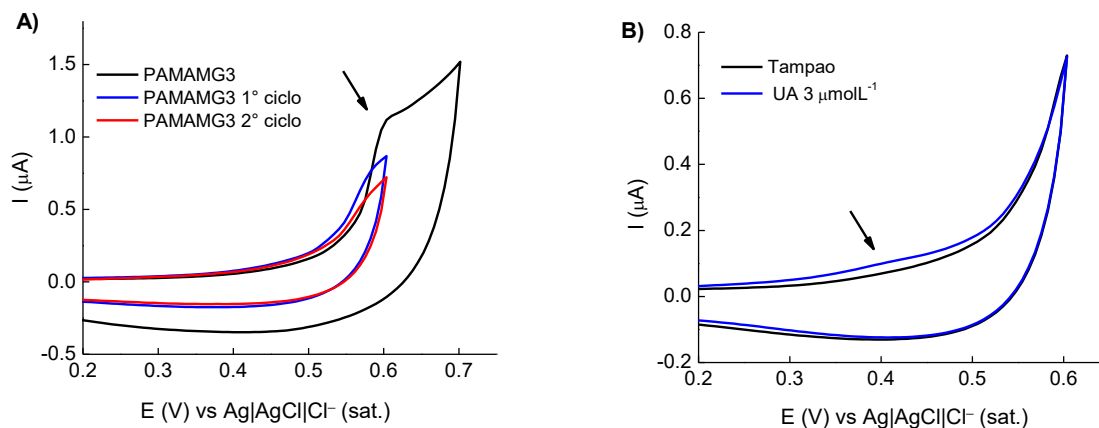 A)
1.5
1.0
0.5
0.0
-0.5
I (μA)
PAMAMG3
PAMAMG3 1° ciclo
PAMAMG3 2° ciclo
0.2 0.3 0.4 0.5 0.6 0.7
E (V) vs Ag|AgCl|Cl⁻ (sat.)
B)
0.8
0.6
0.4
0.2
0.0
-0.2
I (μA)
Tampao
UA 3 μmolL⁻¹
0.2 0.3 0.4 0.5 0.6
E (V) vs Ag|AgCl|Cl⁻ (sat.)